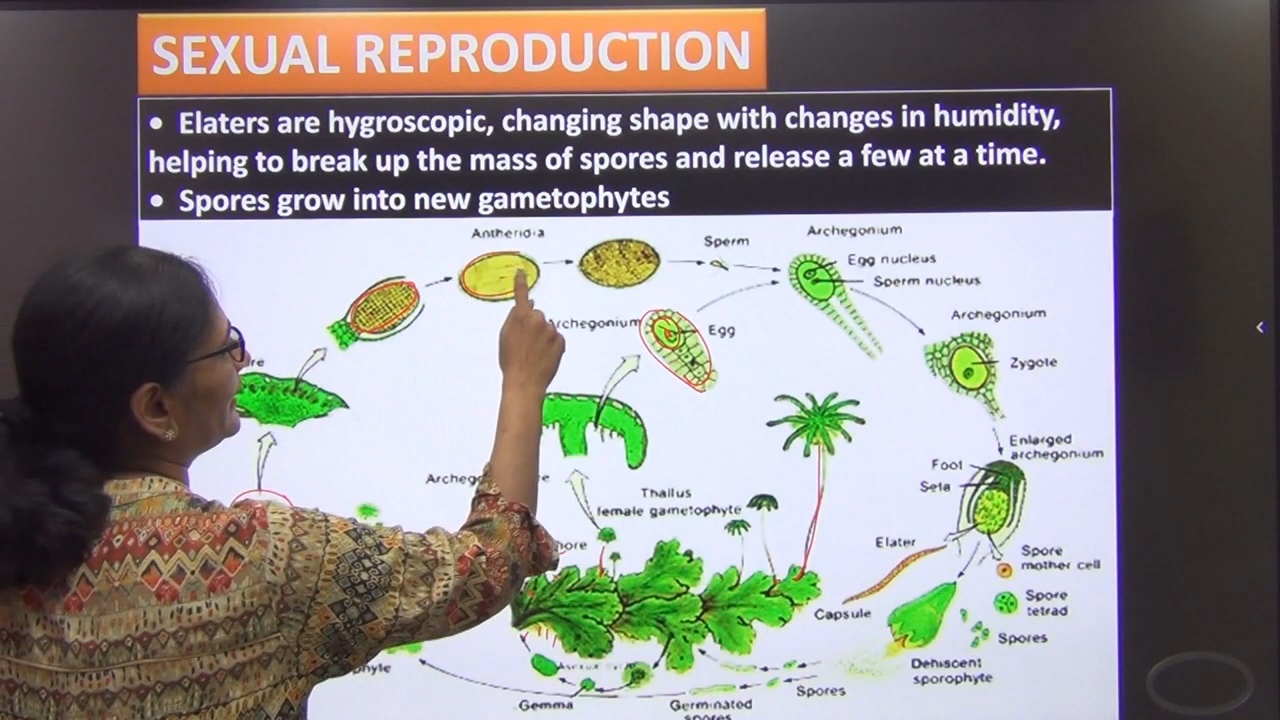 SEXUAL REPRODUCTION
• Elaters are hygroscopic, changing shape with changes in humidity,
helping to break up the mass of spores and release a few at a time.
• Spores grow into new gametophytes
Antheridia
Sperm
Archegonium
Egg nucleus
Sperm nucleus
Archegonium
Egg
Archegonium
Zygote
Enlarged
archegonium
Foot
Seta
Thallus
female gametophyte
Elater
Spore
mother cell
Spore
tetrad
Capsule
Spores
Dehiscent
sporophyte
Spores
Gemma
Germinated
spores